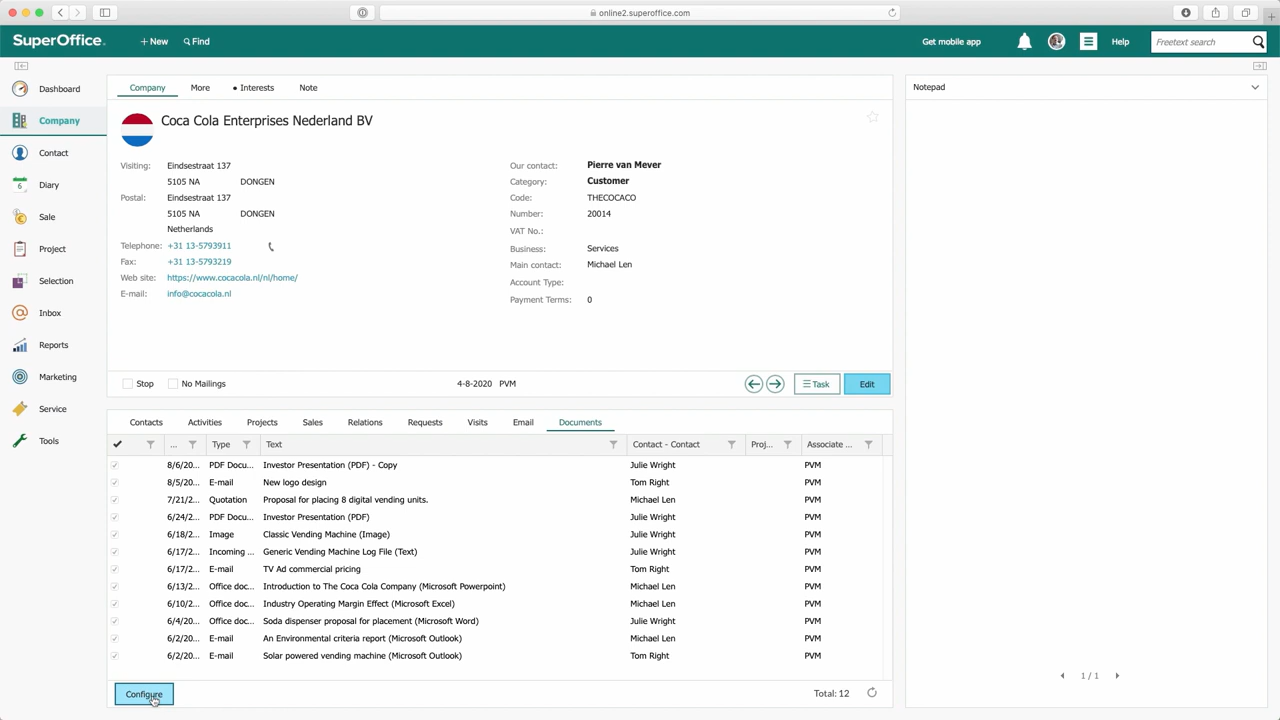 online2.superoffice.com
SuperOffice. + New Find Get mobile app Help Freetext search
Dashboard
Company
Contact
6 Diary
Sale
Project
Selection
Inbox
Reports
Marketing
Service
Tools
Company More • Interests Note
Coca Cola Enterprises Nederland BV
Visiting: Eindsestraat 137
5105 NA DONGEN
Postal: Eindsestraat 137
5105 NA DONGEN
Netherlands
Telephone: +31 13-5793911
Fax: +31 13-5793219
Web site: https://www.cocacola.nl/nl/home/
E-mail: info@cocacola.nl
Our contact: Pierre van Mever
Category: Customer
Code: THECOCACO
Number: 20014
VAT No.:
Business: Services
Main contact: Michael Len
Account Type:
Payment Terms: 0
Stop No Mailings 4-8-2020 PVM Task Edit
Contacts Activities Projects Sales Relations Requests Visits Email Documents
... Type Text Contact - Contact Proj... Associate ...
8/6/20... PDF Docu... Investor Presentation (PDF) - Copy Julie Wright PVM
8/5/20... E-mail New logo design Tom Right PVM
7/21/2... Quotation Proposal for placing 8 digital vending units. Michael Len PVM
6/24/2... PDF Docu... Investor Presentation (PDF) Julie Wright PVM
6/18/2... Image Classic Vending Machine (Image) Julie Wright PVM
6/17/2... Incoming ... Generic Vending Machine Log File (Text) Julie Wright PVM
6/17/2... E-mail TV Ad commercial pricing Tom Right PVM
6/13/2... Office doc... Introduction to The Coca Cola Company (Microsoft Powerpoint) Michael Len PVM
6/10/2... Office doc... Industry Operating Margin Effect (Microsoft Excel) Michael Len PVM
6/4/20... Office doc... Soda dispenser proposal for placement (Microsoft Word) Julie Wright PVM
6/2/20... E-mail An Environmental criteria report (Microsoft Outlook) Michael Len PVM
6/2/20... E-mail Solar powered vending machine (Microsoft Outlook) Tom Right PVM
Configure Total: 12
Notepad
1 / 1